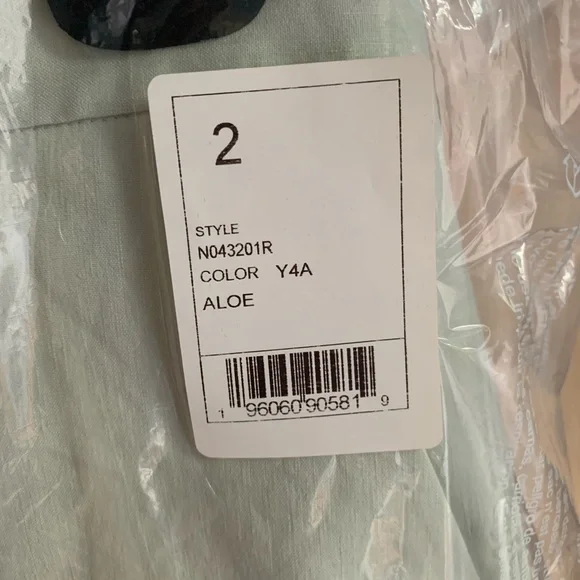 2
STYLE
N043201R
COLOR Y4A
ALOE
1 96060 90581 9